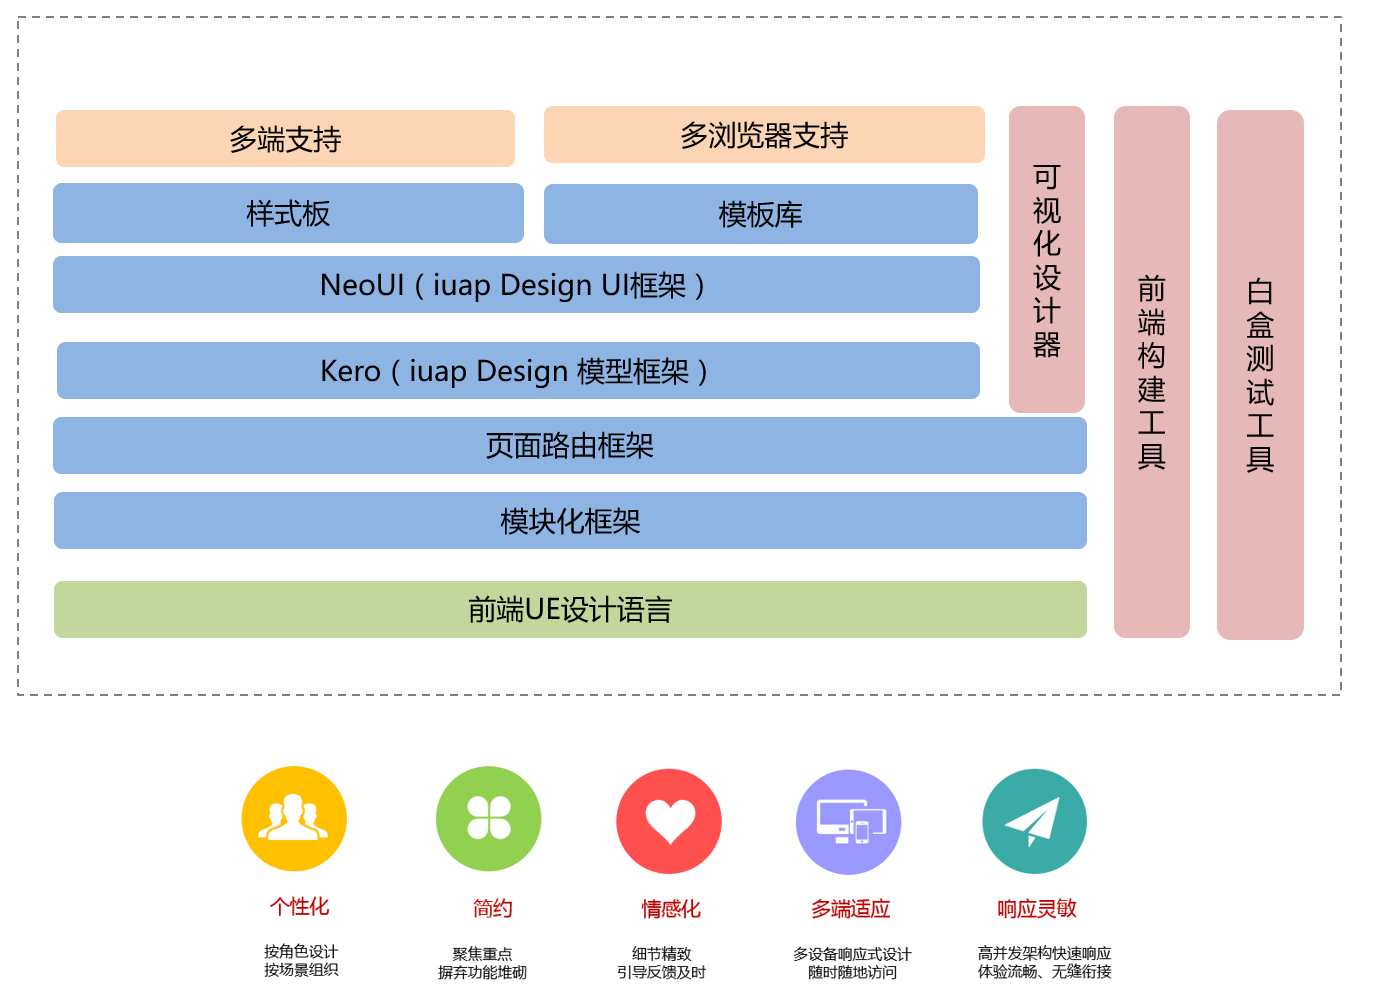 多端支持
多浏览器支持
样式板
模板库
NeoUI（iuap Design UI框架）
Kero（iuap Design 模型框架）
页面路由框架
模块化框架
前端UE设计语言
可视化设计器
前端构建工具
白盒测试工具
个性化
按角色设计
按场景组织
简约
聚焦重点
摒弃功能堆砌
情感化
细节精致
引导反馈及时
多端适应
多设备响应式设计
随时随地访问
响应灵敏
高并发架构快速响应
体验流畅、无缝衔接